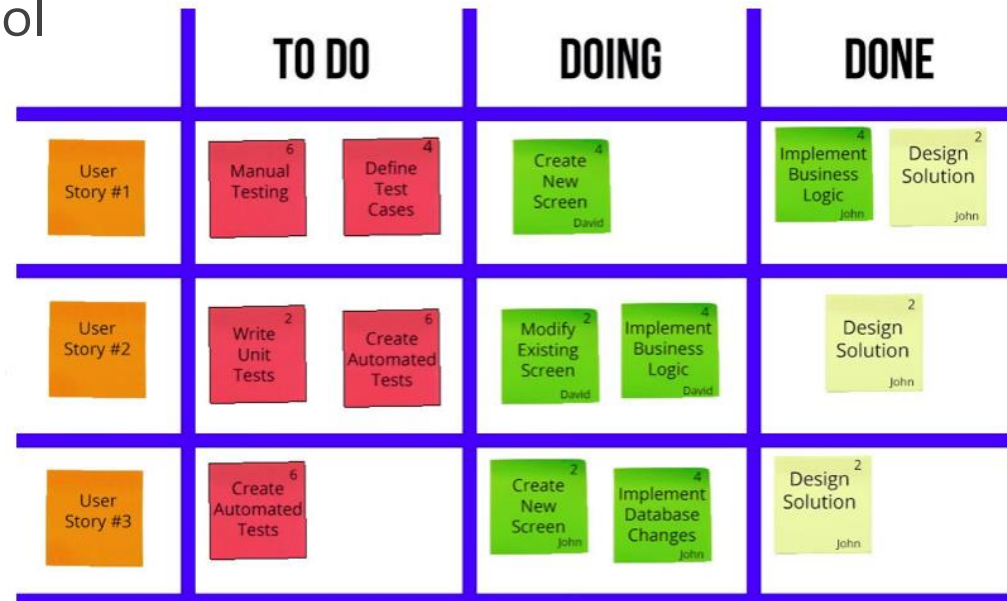 ol
TO DO DOING DONE
User
Story #1
6
Manual
Testing
4
Define
Test
Cases
4
Create
New
Screen
David
4
Implement
Business
Logic
John
2
Design
Solution
John
User
Story #2
2
Write
Unit
Tests
6
Create
Automated
Tests
2
Modify
Existing
Screen
David
4
Implement
Business
Logic
David
2
Design
Solution
John
User
Story #3
6
Create
Automated
Tests
2
Create
New
Screen
John
4
Implement
Database
Changes
John
2
Design
Solution
John